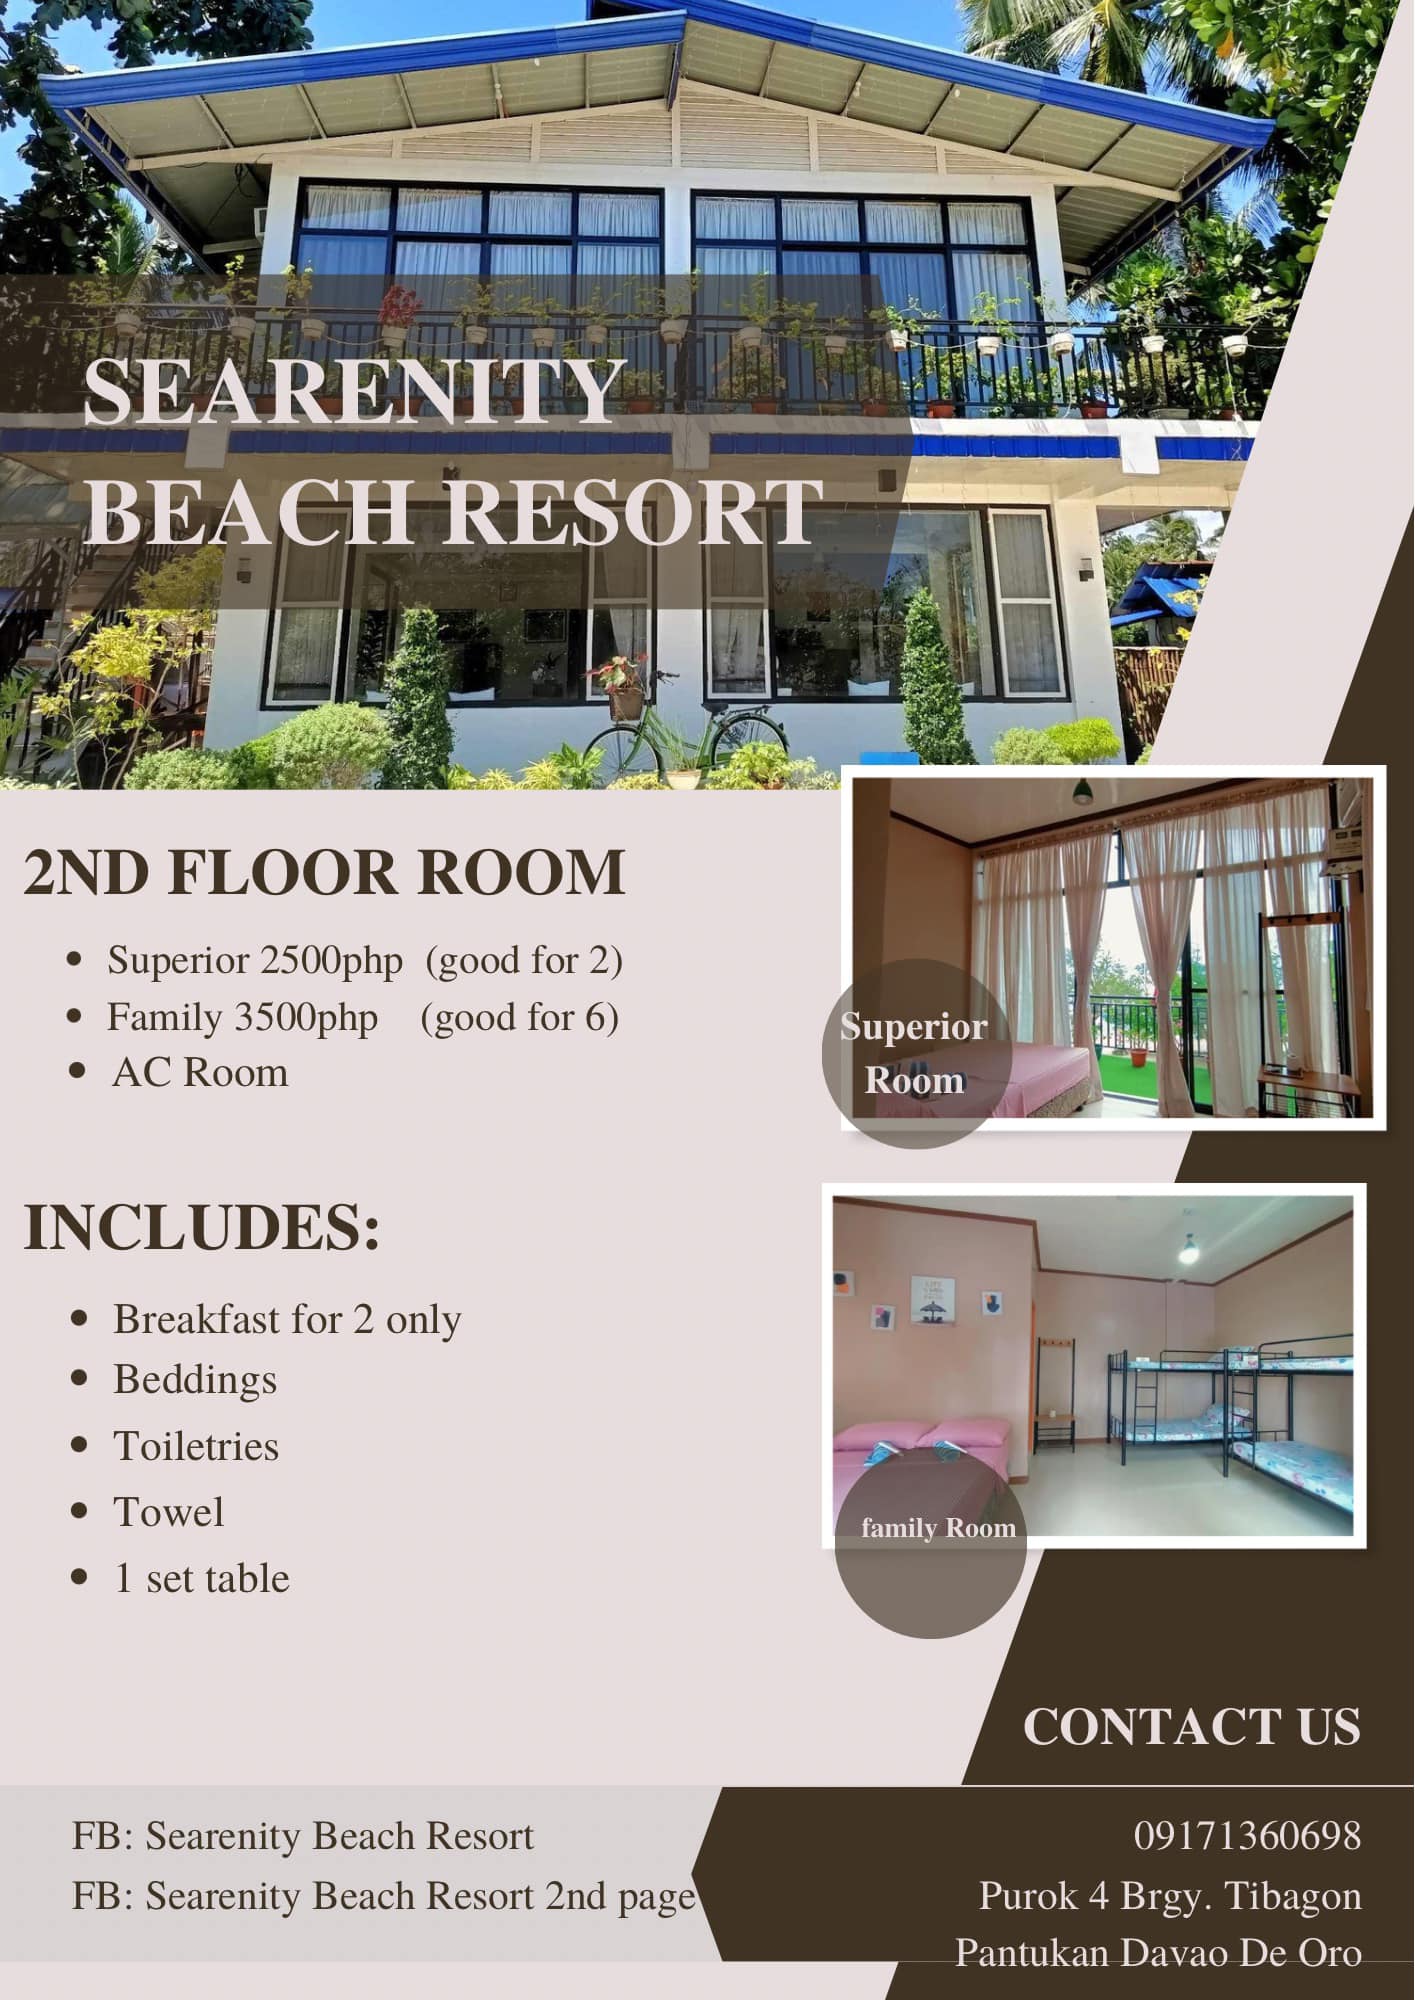 SEARENITY
BEACH RESORT
2ND FLOOR ROOM
• Superior 2500php (good for 2)
• Family 3500php (good for 6)
• AC Room
Superior
Room
INCLUDES:
• Breakfast for 2 only
• Beddings
• Toiletries
• Towel
• 1 set table
family Room
CONTACT US
FB: Searenity Beach Resort
FB: Searenity Beach Resort 2nd page
09171360698
Purok 4 Brgy. Tibagon
Pantukan Davao De Oro